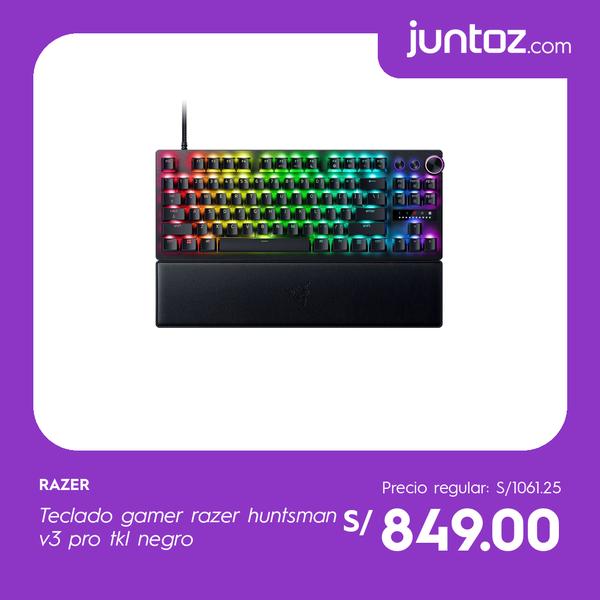 juntoz.com
RAZER
Precio regular: S/1061.25
Teclado gamer razer huntsman
v3 pro tkl negro
S/ 849.00